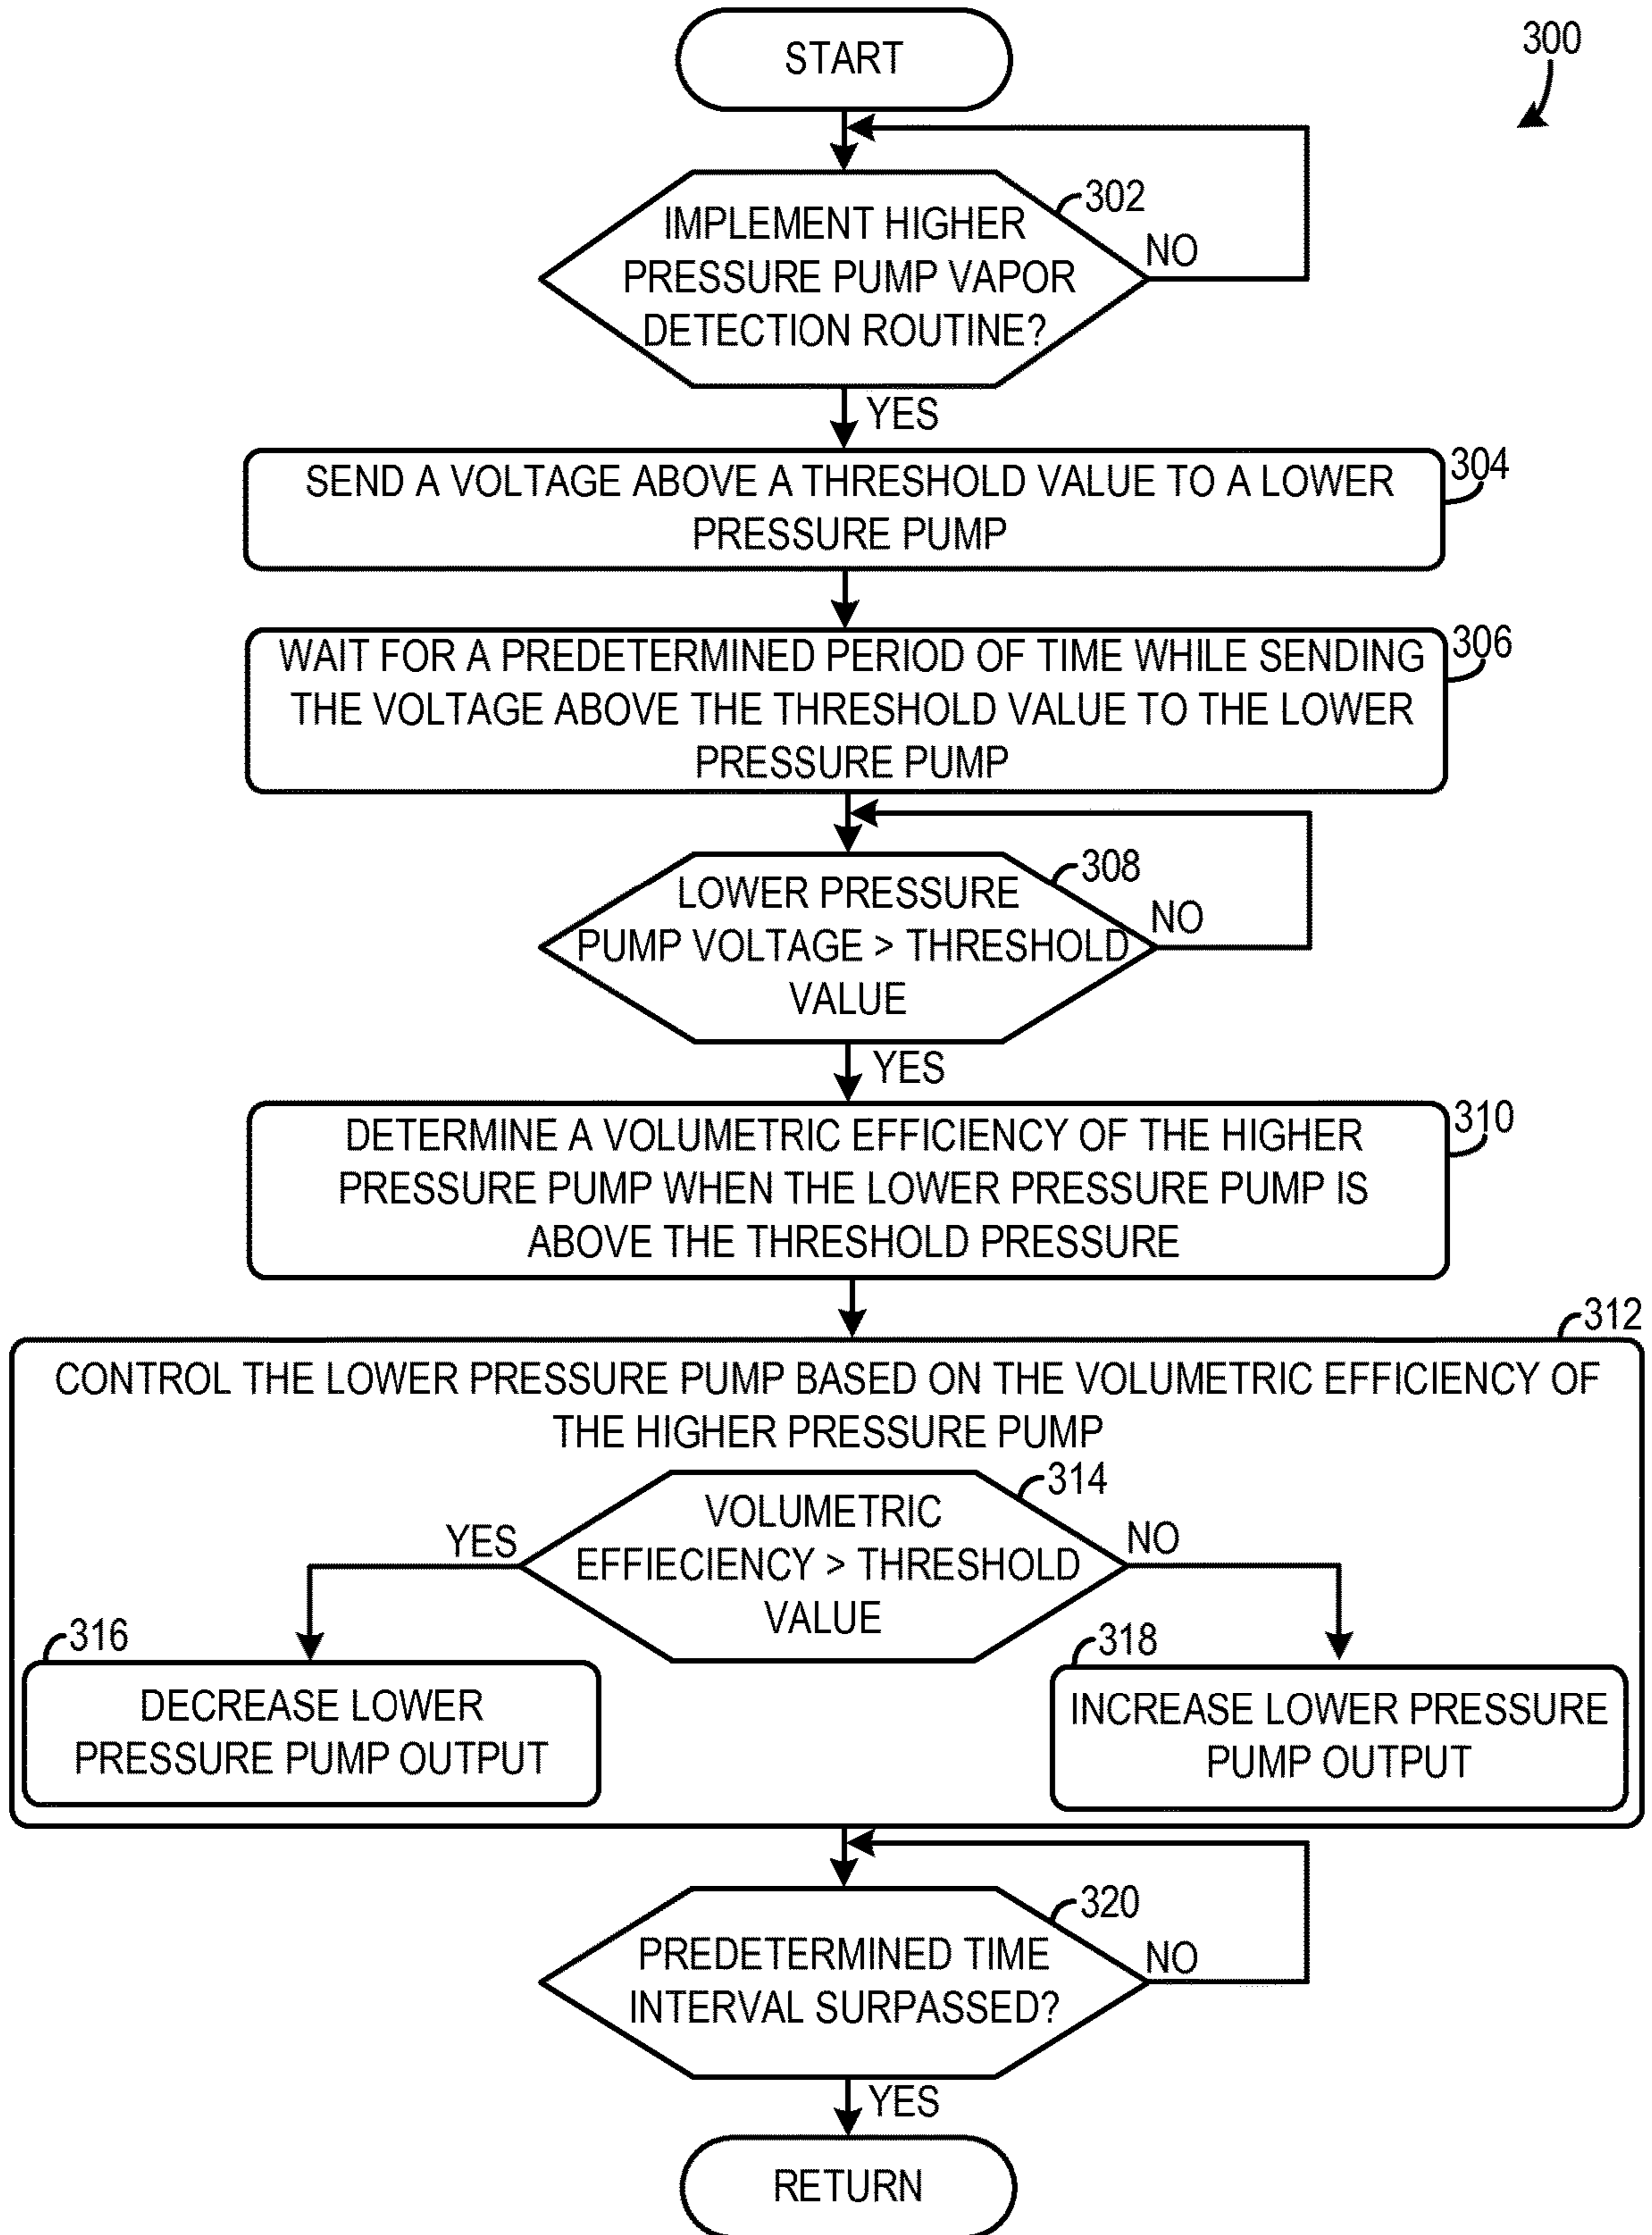 START
300
302
IMPLEMENT HIGHER
PRESSURE PUMP VAPOR
DETECTION ROUTINE?
NO
YES
304
SEND A VOLTAGE ABOVE A THRESHOLD VALUE TO A LOWER
PRESSURE PUMP
306
WAIT FOR A PREDETERMINED PERIOD OF TIME WHILE SENDING
THE VOLTAGE ABOVE THE THRESHOLD VALUE TO THE LOWER
PRESSURE PUMP
308
LOWER PRESSURE
PUMP VOLTAGE > THRESHOLD
VALUE
NO
YES
310
DETERMINE A VOLUMETRIC EFFICIENCY OF THE HIGHER
PRESSURE PUMP WHEN THE LOWER PRESSURE PUMP IS
ABOVE THE THRESHOLD PRESSURE
312
CONTROL THE LOWER PRESSURE PUMP BASED ON THE VOLUMETRIC EFFICIENCY OF
THE HIGHER PRESSURE PUMP
314
VOLUMETRIC
EFFIECIENCY > THRESHOLD
VALUE
YES
NO
316
DECREASE LOWER
PRESSURE PUMP OUTPUT
318
INCREASE LOWER PRESSURE
PUMP OUTPUT
320
PREDETERMINED TIME
INTERVAL SURPASSED?
NO
YES
RETURN